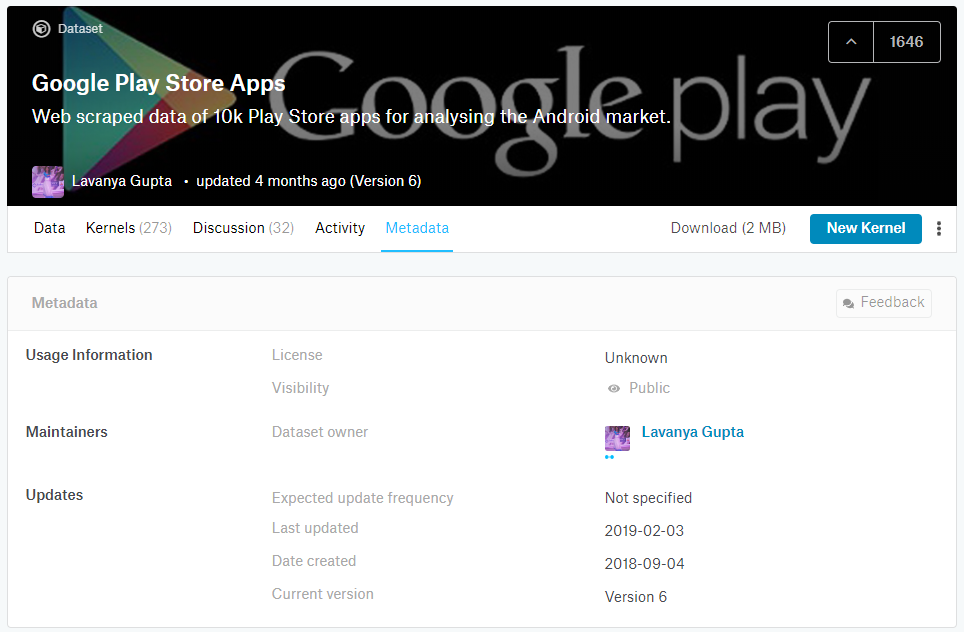 Dataset
1646
Google Play Store Apps
Web scraped data of 10k Play Store apps for analysing the Android market.
Google play
Lavanya Gupta • updated 4 months ago (Version 6)
Data Kernels (273) Discussion (32) Activity Metadata Download (2 MB) New Kernel
Metadata Feedback
Usage Information License Unknown
Visibility Public
Maintainers Dataset owner Lavanya Gupta
Updates Expected update frequency Not specified
Last updated 2019-02-03
Date created 2018-09-04
Current version Version 6